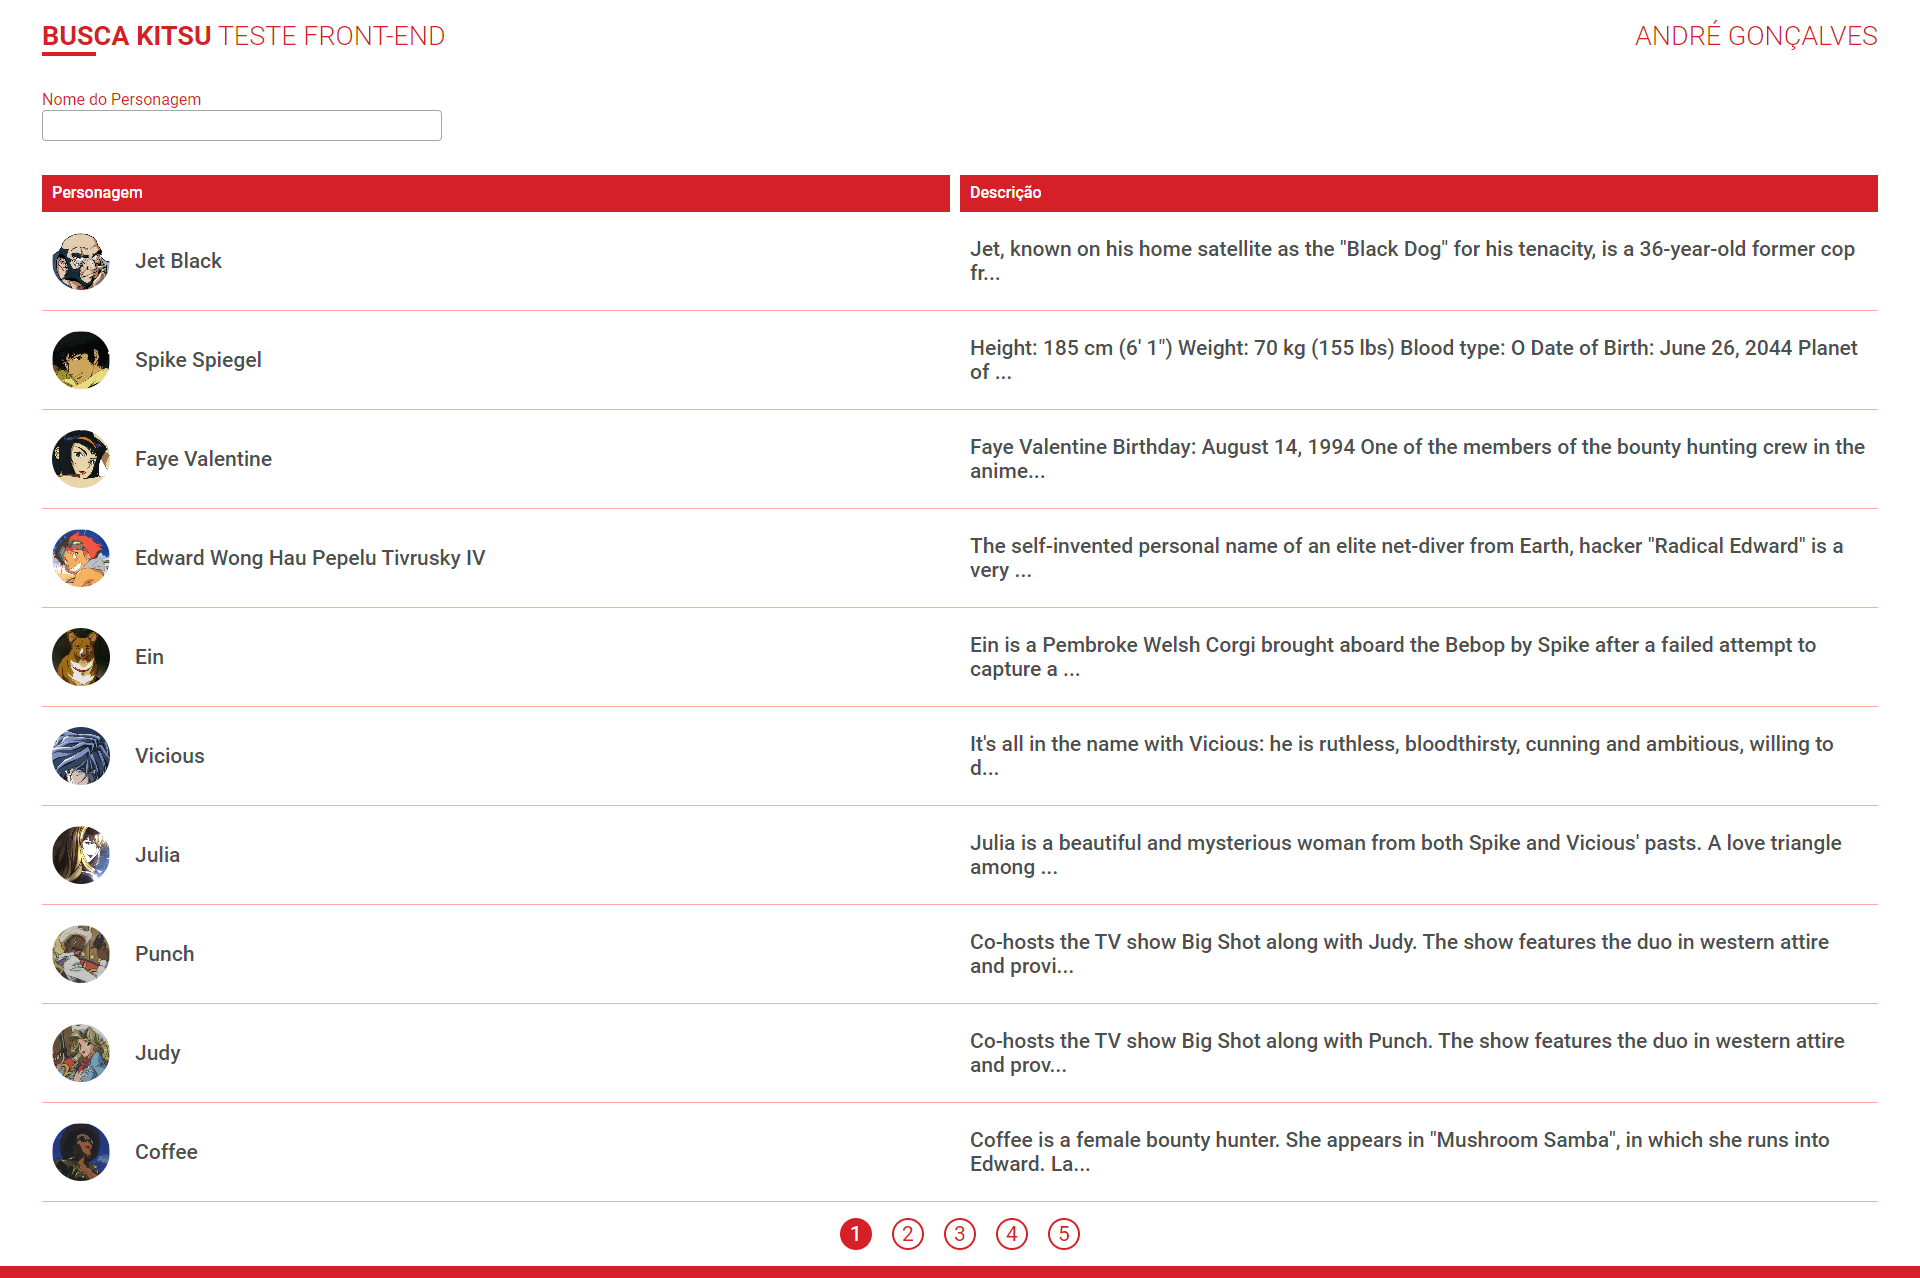 BUSCA KITSU TESTE FRONT-END
ANDRÉ GONÇALVES
Nome do Personagem
Personagem
Descrição
Jet Black
Jet, known on his home satellite as the "Black Dog" for his tenacity, is a 36-year-old former cop
fr...
Spike Spiegel
Height: 185 cm (6' 1") Weight: 70 kg (155 lbs) Blood type: O Date of Birth: June 26, 2044 Planet
of ...
Faye Valentine
Faye Valentine Birthday: August 14, 1994 One of the members of the bounty hunting crew in the
anime...
Edward Wong Hau Pepelu Tivrusky IV
The self-invented personal name of an elite net-diver from Earth, hacker "Radical Edward" is a
very ...
Ein
Ein is a Pembroke Welsh Corgi brought aboard the Bebop by Spike after a failed attempt to
capture a ...
Vicious
It's all in the name with Vicious: he is ruthless, bloodthirsty, cunning and ambitious, willing to
d...
Julia
Julia is a beautiful and mysterious woman from both Spike and Vicious' pasts. A love triangle
among ...
Punch
Co-hosts the TV show Big Shot along with Judy. The show features the duo in western attire
and provi...
Judy
Co-hosts the TV show Big Shot along with Punch. The show features the duo in western attire
and prov...
Coffee
Coffee is a female bounty hunter. She appears in "Mushroom Samba", in which she runs into
Edward. La...
1 2 3 4 5